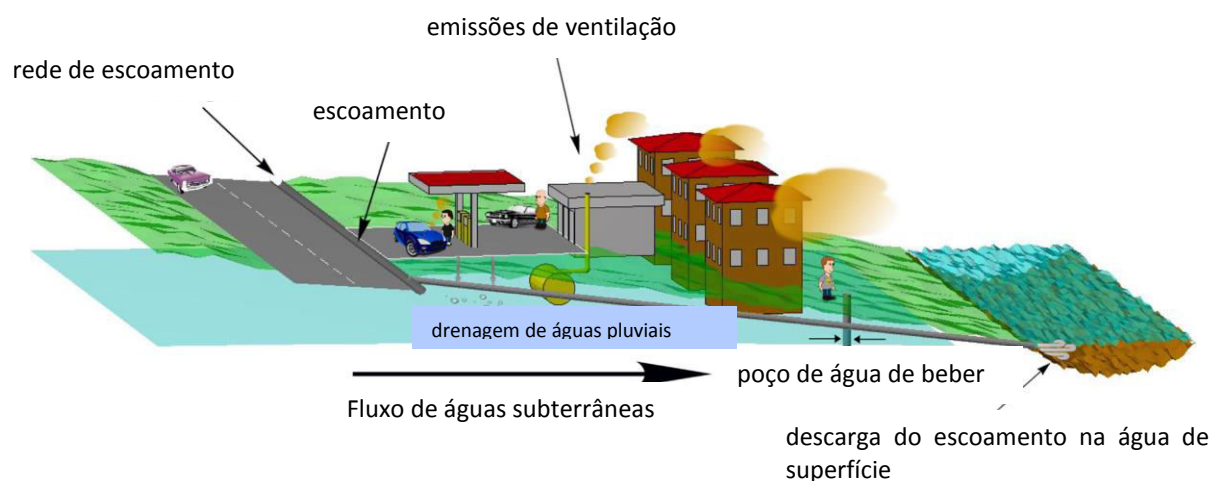 emissões de ventilação
rede de escoamento
escoamento
drenagem de águas pluviais
poço de água de beber
Fluxo de águas subterrâneas
descarga do escoamento na água de
superfície